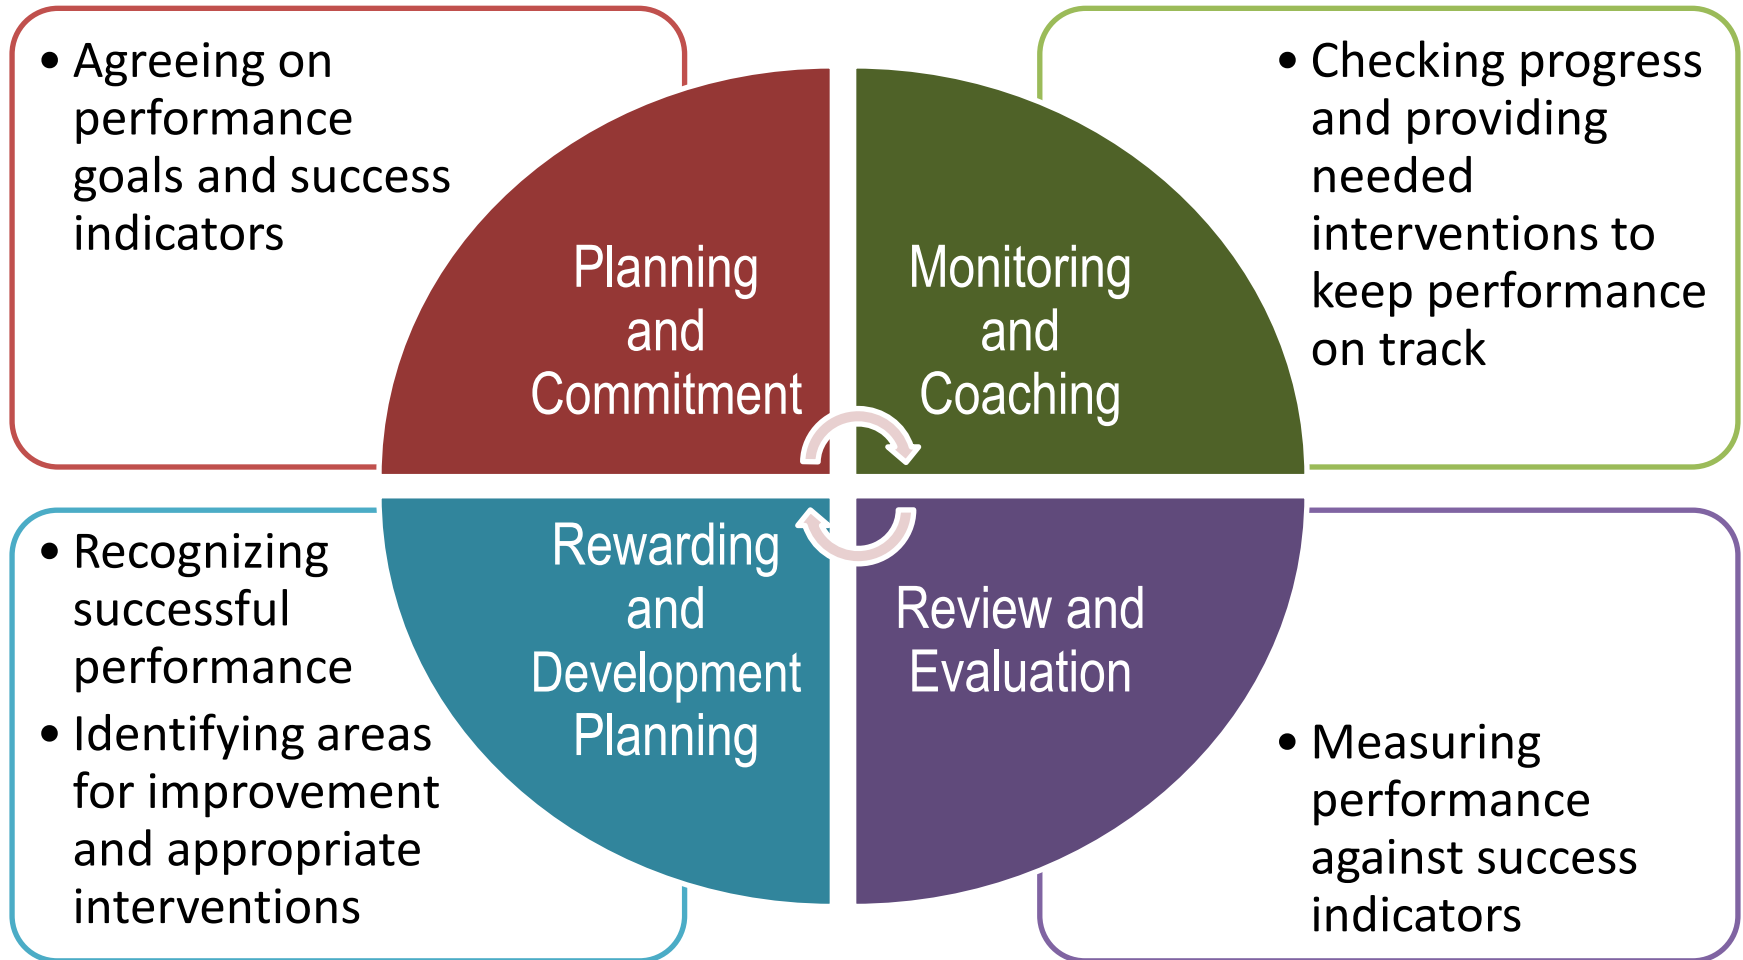 • Agreeing on
performance
goals and success
indicators
Planning
and
Commitment
Monitoring
and
Coaching
• Checking progress
and providing
needed
interventions to
keep performance
on track
• Recognizing
successful
performance
• Identifying areas
for improvement
and appropriate
interventions
Rewarding
and
Development
Planning
Review and
Evaluation
• Measuring
performance
against success
indicators